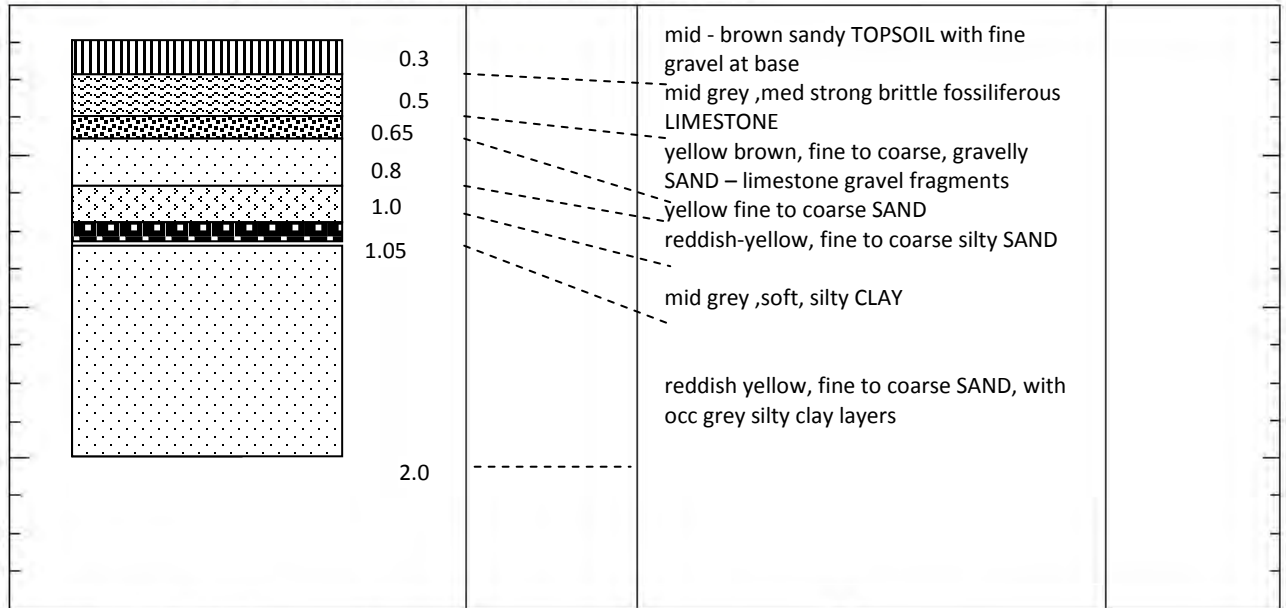 0.3
0.5
0.65
0.8
1.0
1.05
2.0
mid - brown sandy TOPSOIL with fine
gravel at base
mid grey ,med strong brittle fossiliferous
LIMESTONE
yellow brown, fine to coarse, gravelly
SAND – limestone gravel fragments
yellow fine to coarse SAND
reddish-yellow, fine to coarse silty SAND
mid grey ,soft, silty CLAY
reddish yellow, fine to coarse SAND, with
occ grey silty clay layers